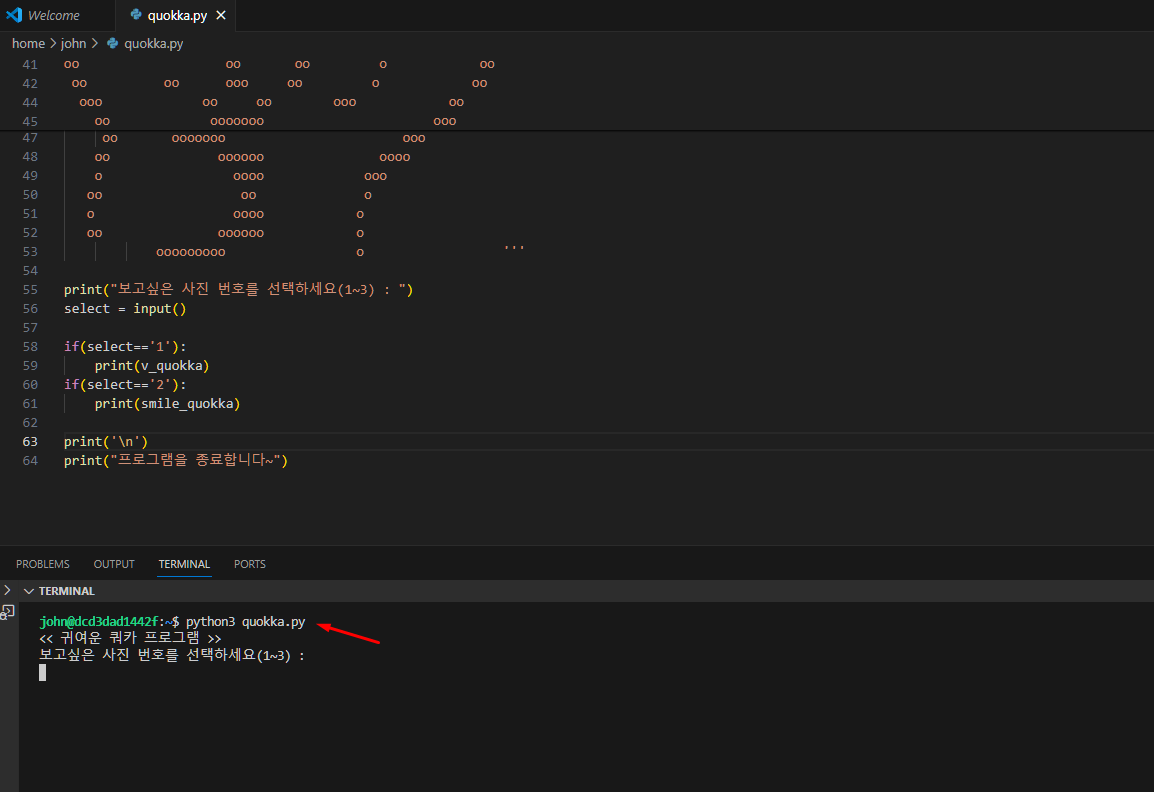 Welcome quokka.py
home > john > quokka.py
41 oo oo oo o oo
42 oo oo ooo oo o oo
44 ooo oo oo ooo oo
45 oo ooooooo ooo
47 oo ooooooo ooo
48 oo oooooo oooo
49 o oooo ooo
50 oo oo o
51 o oooo o
52 oo oooooo o
53 ooooooooo o '''
54
55 print("보고싶은 사진 번호를 선택하세요(1~3) : ")
56 select = input()
57
58 if(select=='1'):
59 print(v_quokka)
60 if(select=='2'):
61 print(smile_quokka)
62
63 print('\n')
64 print("프로그램을 종료합니다~")
PROBLEMS OUTPUT TERMINAL PORTS
TERMINAL
john@dcd3dad1442f:~$ python3 quokka.py
<< 귀여운 쿼카 프로그램 >>
보고싶은 사진 번호를 선택하세요(1~3) :